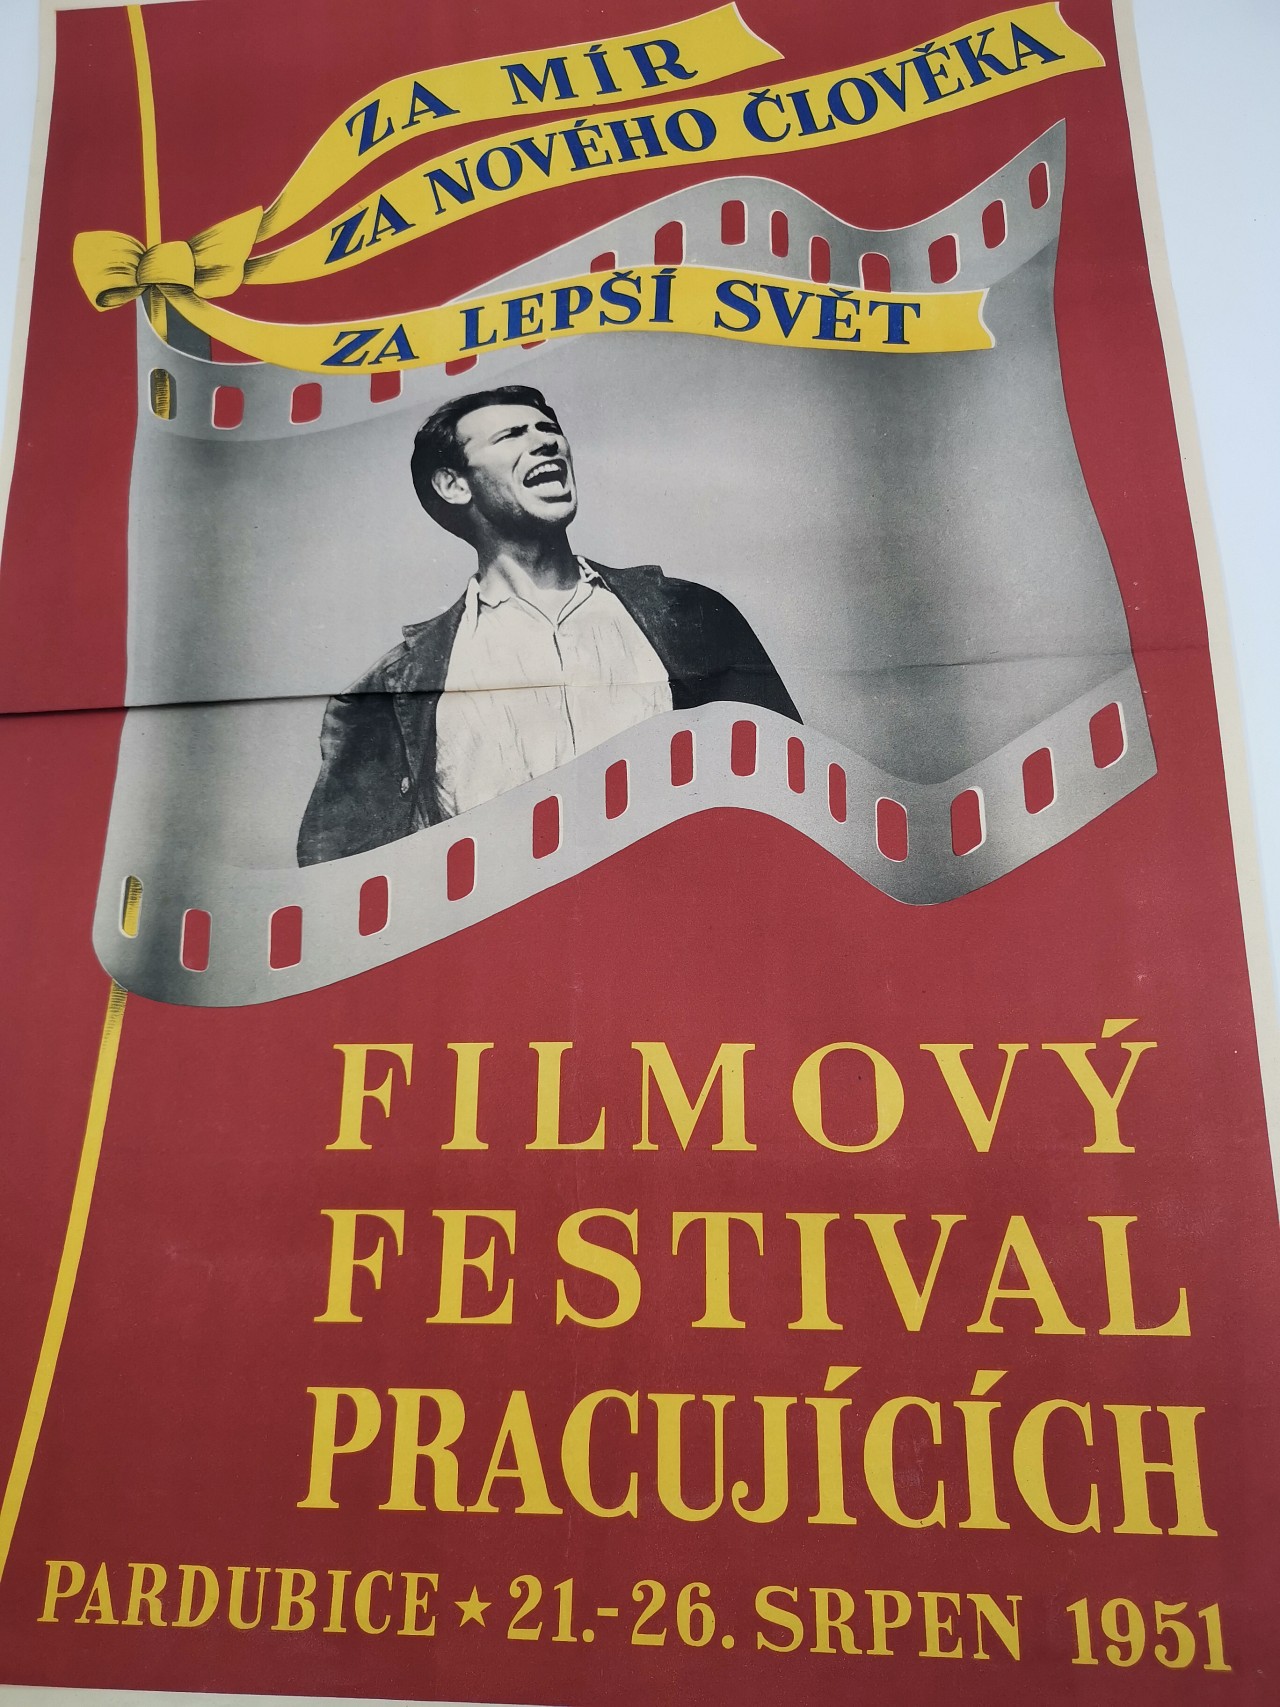 ZA MÍR
ZA NOVÉHO ČLOVĚKA
ZA LEPŠÍ SVĚT
FILMOVÝ
FESTIVAL
PRACUJÍCÍCH
PARDUBICE ★ 21.-26. SRPEN 1951